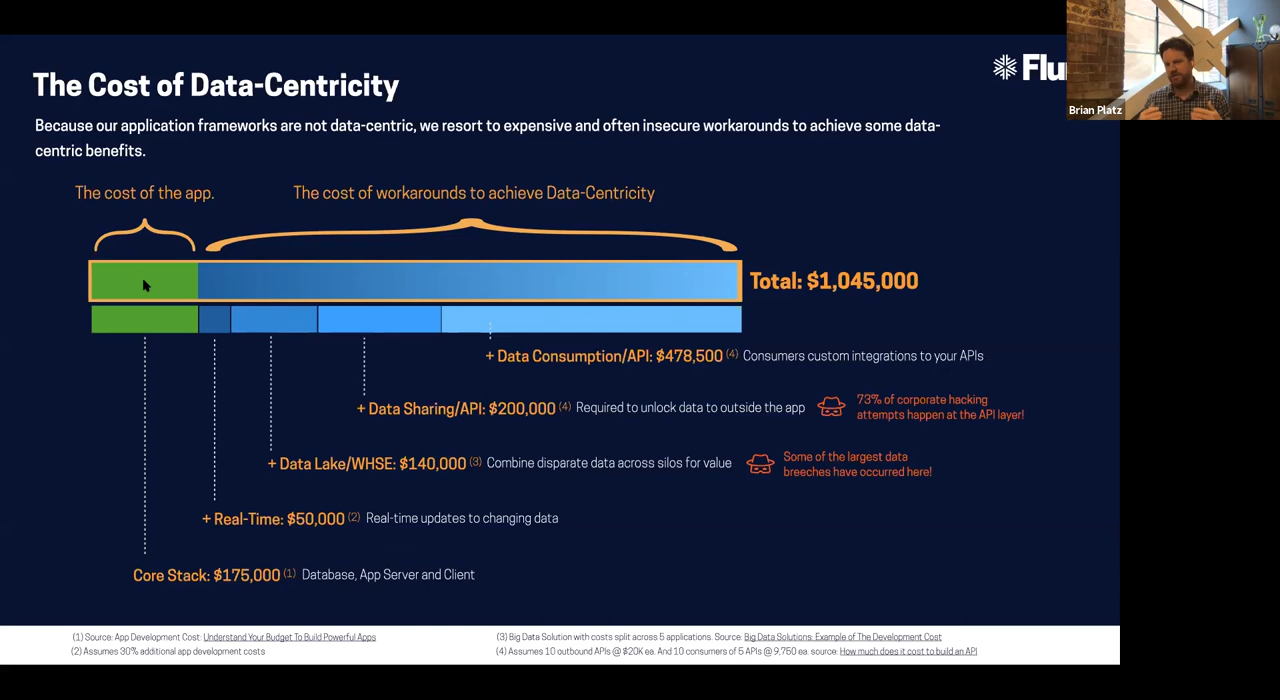 The Cost of Data-Centricity
Flu
Brian Platz
Because our application frameworks are not data-centric, we resort to expensive and often insecure workarounds to achieve some data-
centric benefits.
The cost of the app.
The cost of workarounds to achieve Data-Centricity
Total: $1,045,000
+ Data Consumption/API: $478,500 (4) Consumers custom integrations to your APIs
+ Data Sharing/API: $200,000 (4) Required to unlock data to outside the app
73% of corporate hacking
attempts happen at the API layer!
+ Data Lake/WHSE: $140,000 (3) Combine disparate data across silos for value
Some of the largest data
breeches have occurred here!
+ Real-Time: $50,000 (2) Real-time updates to changing data
Core Stack: $175,000 (1) Database, App Server and Client
(1) Source: App Development Cost: Understand Your Budget To Build Powerful Apps
(2) Assumes 30% additional app development costs
(3) Big Data Solution with costs split across 5 applications. Source: Big Data Solutions: Example of The Development Cost
(4) Assumes 10 outbound APIs @ $20K ea. And 10 consumers of 5 APIs @ 9,750 ea. source: How much does it cost to build an API